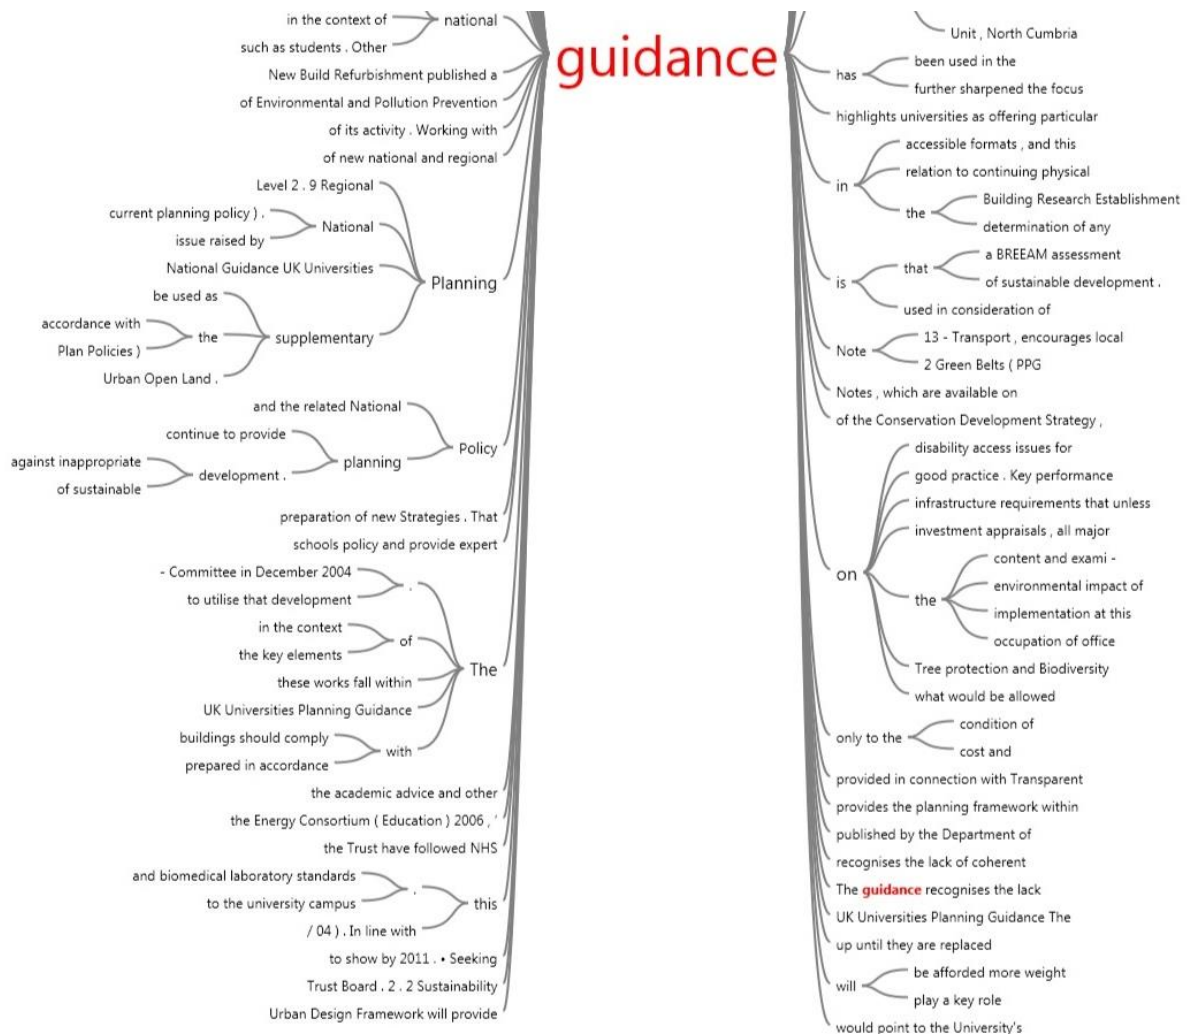 in the context of
national
such as students . Other
New Build Refurbishment published a
of Environmental and Pollution Prevention
of its activity . Working with
of new national and regional
Level 2 . 9 Regional
current planning policy ) .
National
issue raised by
National Guidance UK Universities
Planning
be used as
accordance with
the
supplementary
Plan Policies )
Urban Open Land .
and the related National
continue to provide
Policy
planning
against inappropriate
development .
of sustainable
preparation of new Strategies . That
schools policy and provide expert
- Committee in December 2004
.
to utilise that development
in the context
of
the key elements
The
these works fall within
UK Universities Planning Guidance
buildings should comply
with
prepared in accordance
the academic advice and other
the Energy Consortium ( Education ) 2006 , '
the Trust have followed NHS
and biomedical laboratory standards
.
to the university campus
this
/ 04 ) . In line with
to show by 2011 . • Seeking
Trust Board . 2 . 2 Sustainability
Urban Design Framework will provide
guidance
Unit , North Cumbria
has
been used in the
further sharpened the focus
highlights universities as offering particular
in
accessible formats , and this
relation to continuing physical
the
Building Research Establishment
determination of any
is
that
a BREEAM assessment
of sustainable development .
used in consideration of
Note
13 - Transport , encourages local
2 Green Belts ( PPG
Notes , which are available on
of the Conservation Development Strategy ,
on
disability access issues for
good practice . Key performance
infrastructure requirements that unless
investment appraisals , all major
the
content and exami -
environmental impact of
implementation at this
occupation of office
Tree protection and Biodiversity
what would be allowed
only to the
condition of
cost and
provided in connection with Transparent
provides the planning framework within
published by the Department of
recognises the lack of coherent
The guidance recognises the lack
UK Universities Planning Guidance The
up until they are replaced
will
be afforded more weight
play a key role
would point to the University's